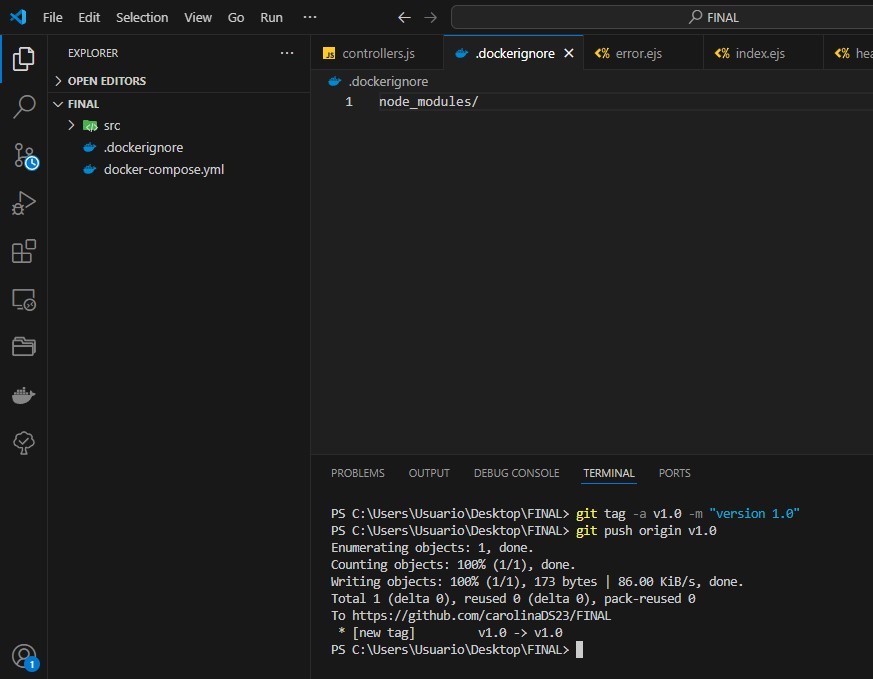 File Edit Selection View Go Run ··· ← → FINAL
EXPLORER ···
OPEN EDITORS
FINAL
src
.dockerignore
docker-compose.yml
JS controllers.js
.dockerignore ×
<%> error.ejs
<%> index.ejs
<%> hea
.dockerignore
1 node_modules/
PROBLEMS OUTPUT DEBUG CONSOLE TERMINAL PORTS
PS C:\Users\Usuario\Desktop\FINAL> git tag -a v1.0 -m "version 1.0"
PS C:\Users\Usuario\Desktop\FINAL> git push origin v1.0
Enumerating objects: 1, done.
Counting objects: 100% (1/1), done.
Writing objects: 100% (1/1), 173 bytes | 86.00 KiB/s, done.
Total 1 (delta 0), reused 0 (delta 0), pack-reused 0
To https://github.com/carolinaDS23/FINAL
 * [new tag]         v1.0 -> v1.0
PS C:\Users\Usuario\Desktop\FINAL>
1